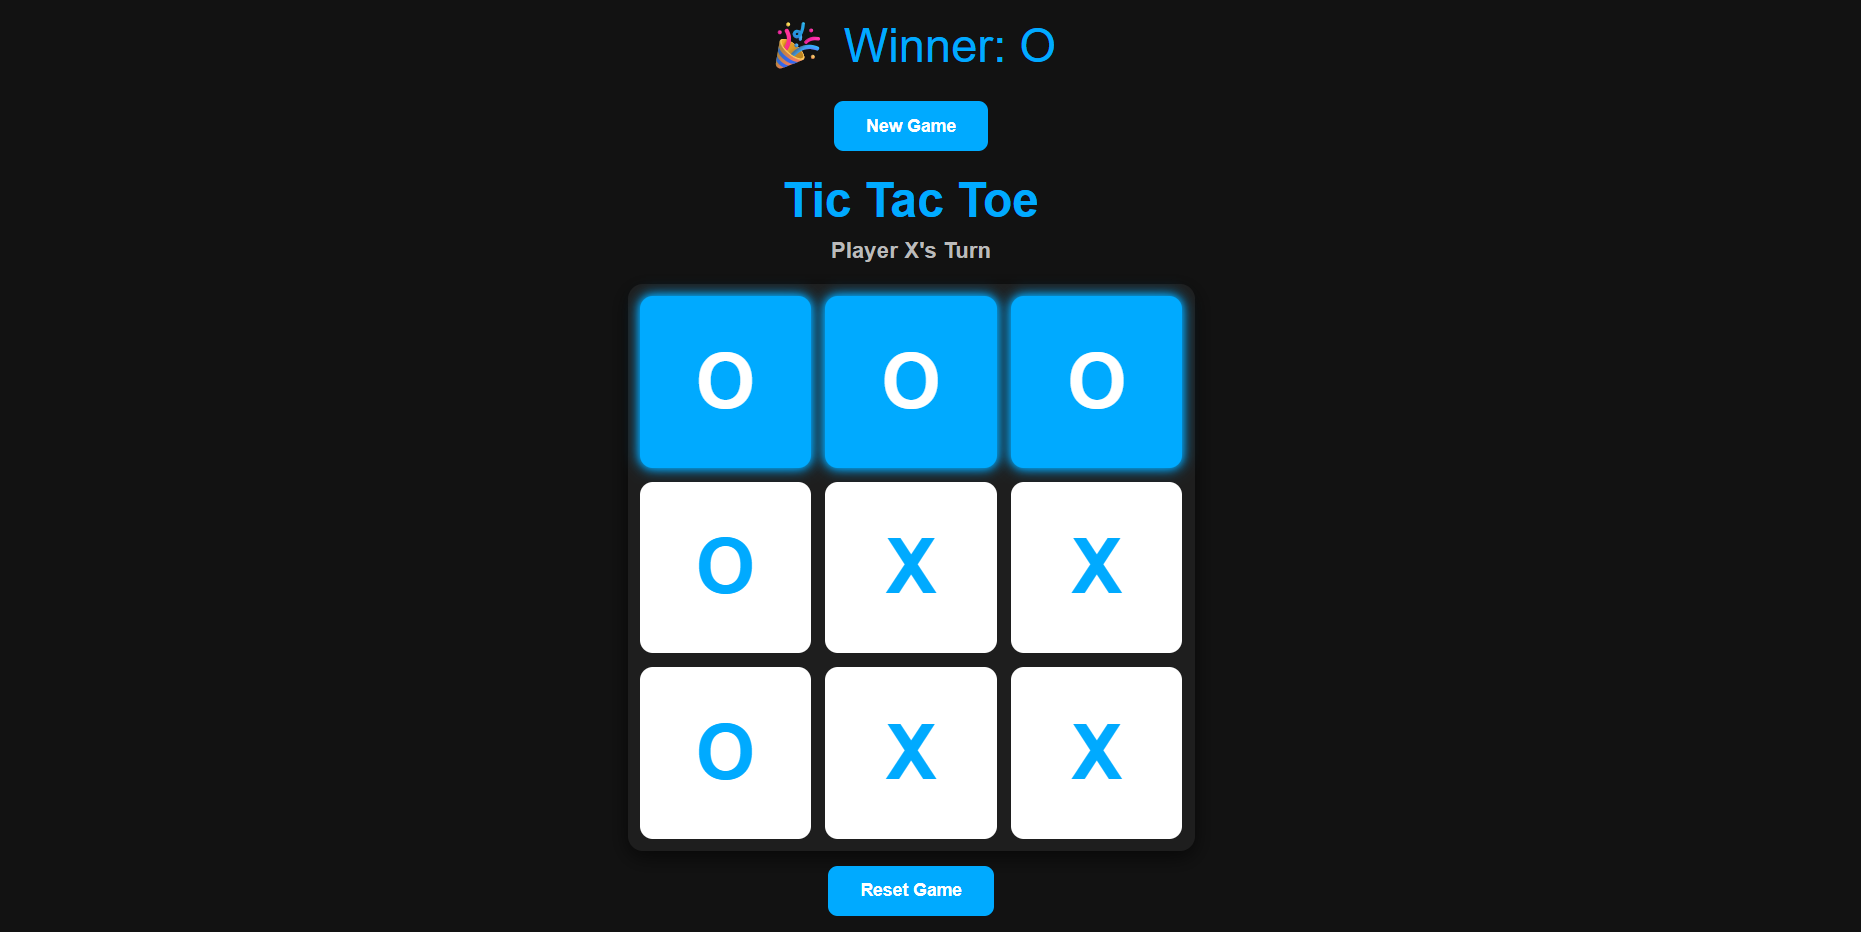 🎉 Winner: O
New Game
Tic Tac Toe
Player X's Turn
O O O
O X X
O X X
Reset Game